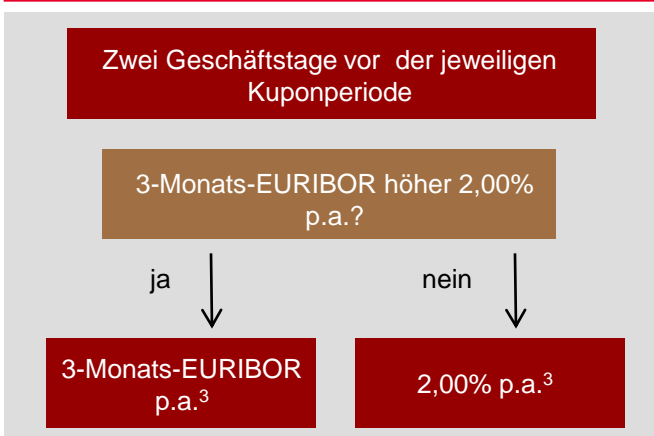 Zwei Geschäftstage vor der jeweiligen
Kuponperiode
3-Monats-EURIBOR höher 2,00%
p.a.?
ja
nein
3-Monats-EURIBOR
p.a.³
2,00% p.a.³